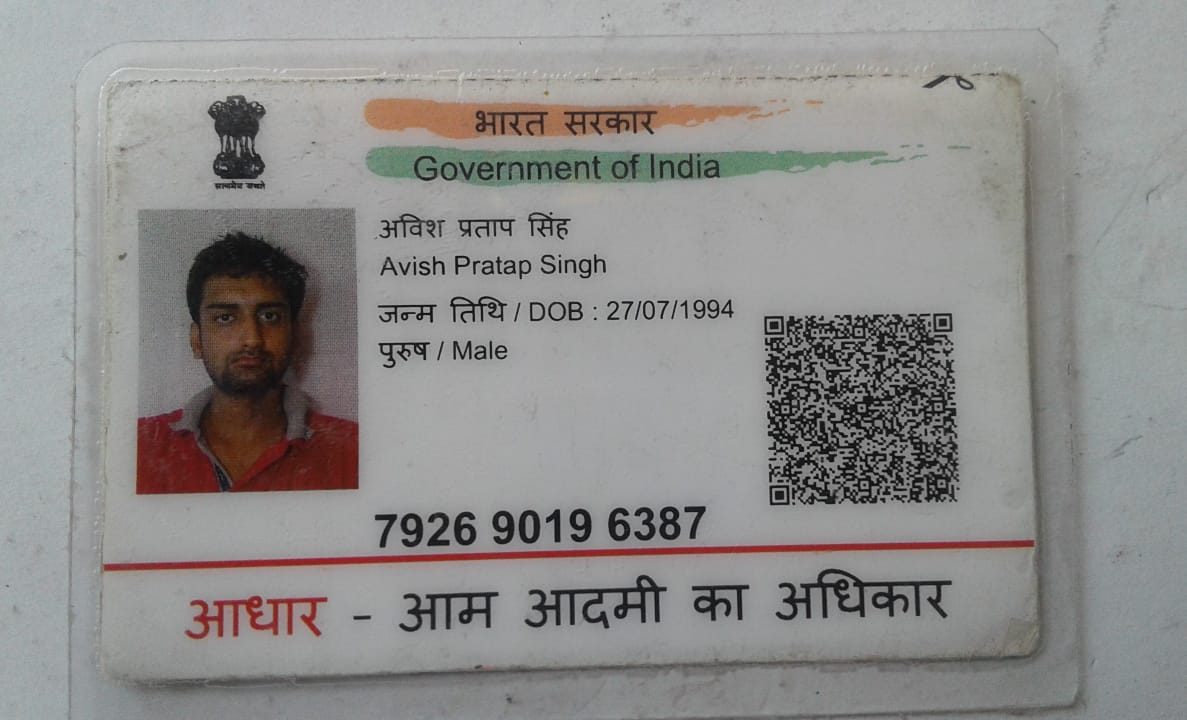 भारत सरकार
Government of India
सत्यमेव जयते
अविश प्रताप सिंह
Avish Pratap Singh
जन्म तिथि / DOB : 27/07/1994
पुरुष / Male
7926 9019 6387
आधार - आम आदमी का अधिकार